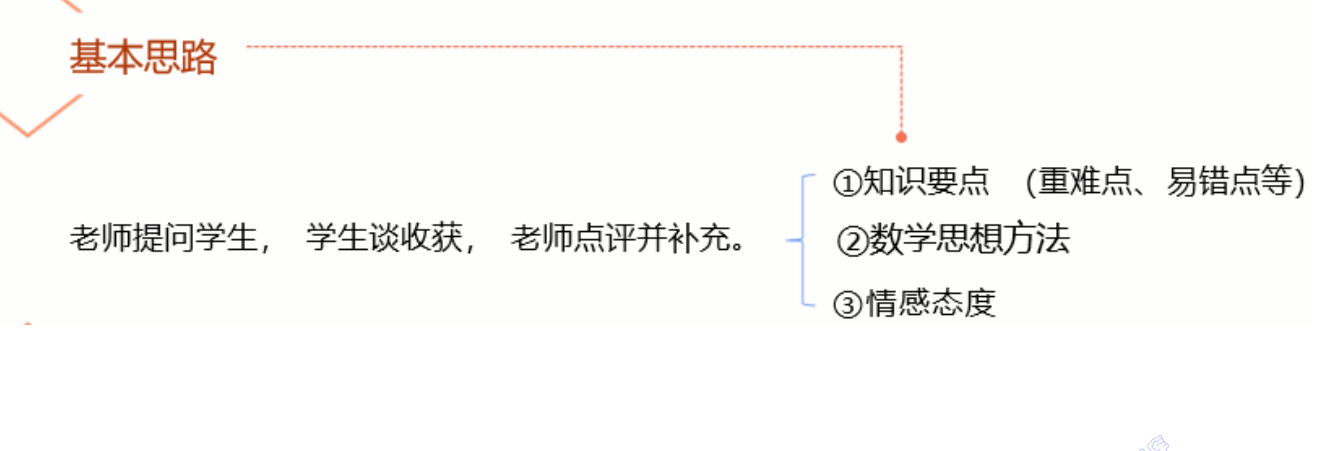 基本思路
①知识要点 (重难点、易错点等)
老师提问学生， 学生谈收获， 老师点评并补充。
②数学思想方法
③情感态度